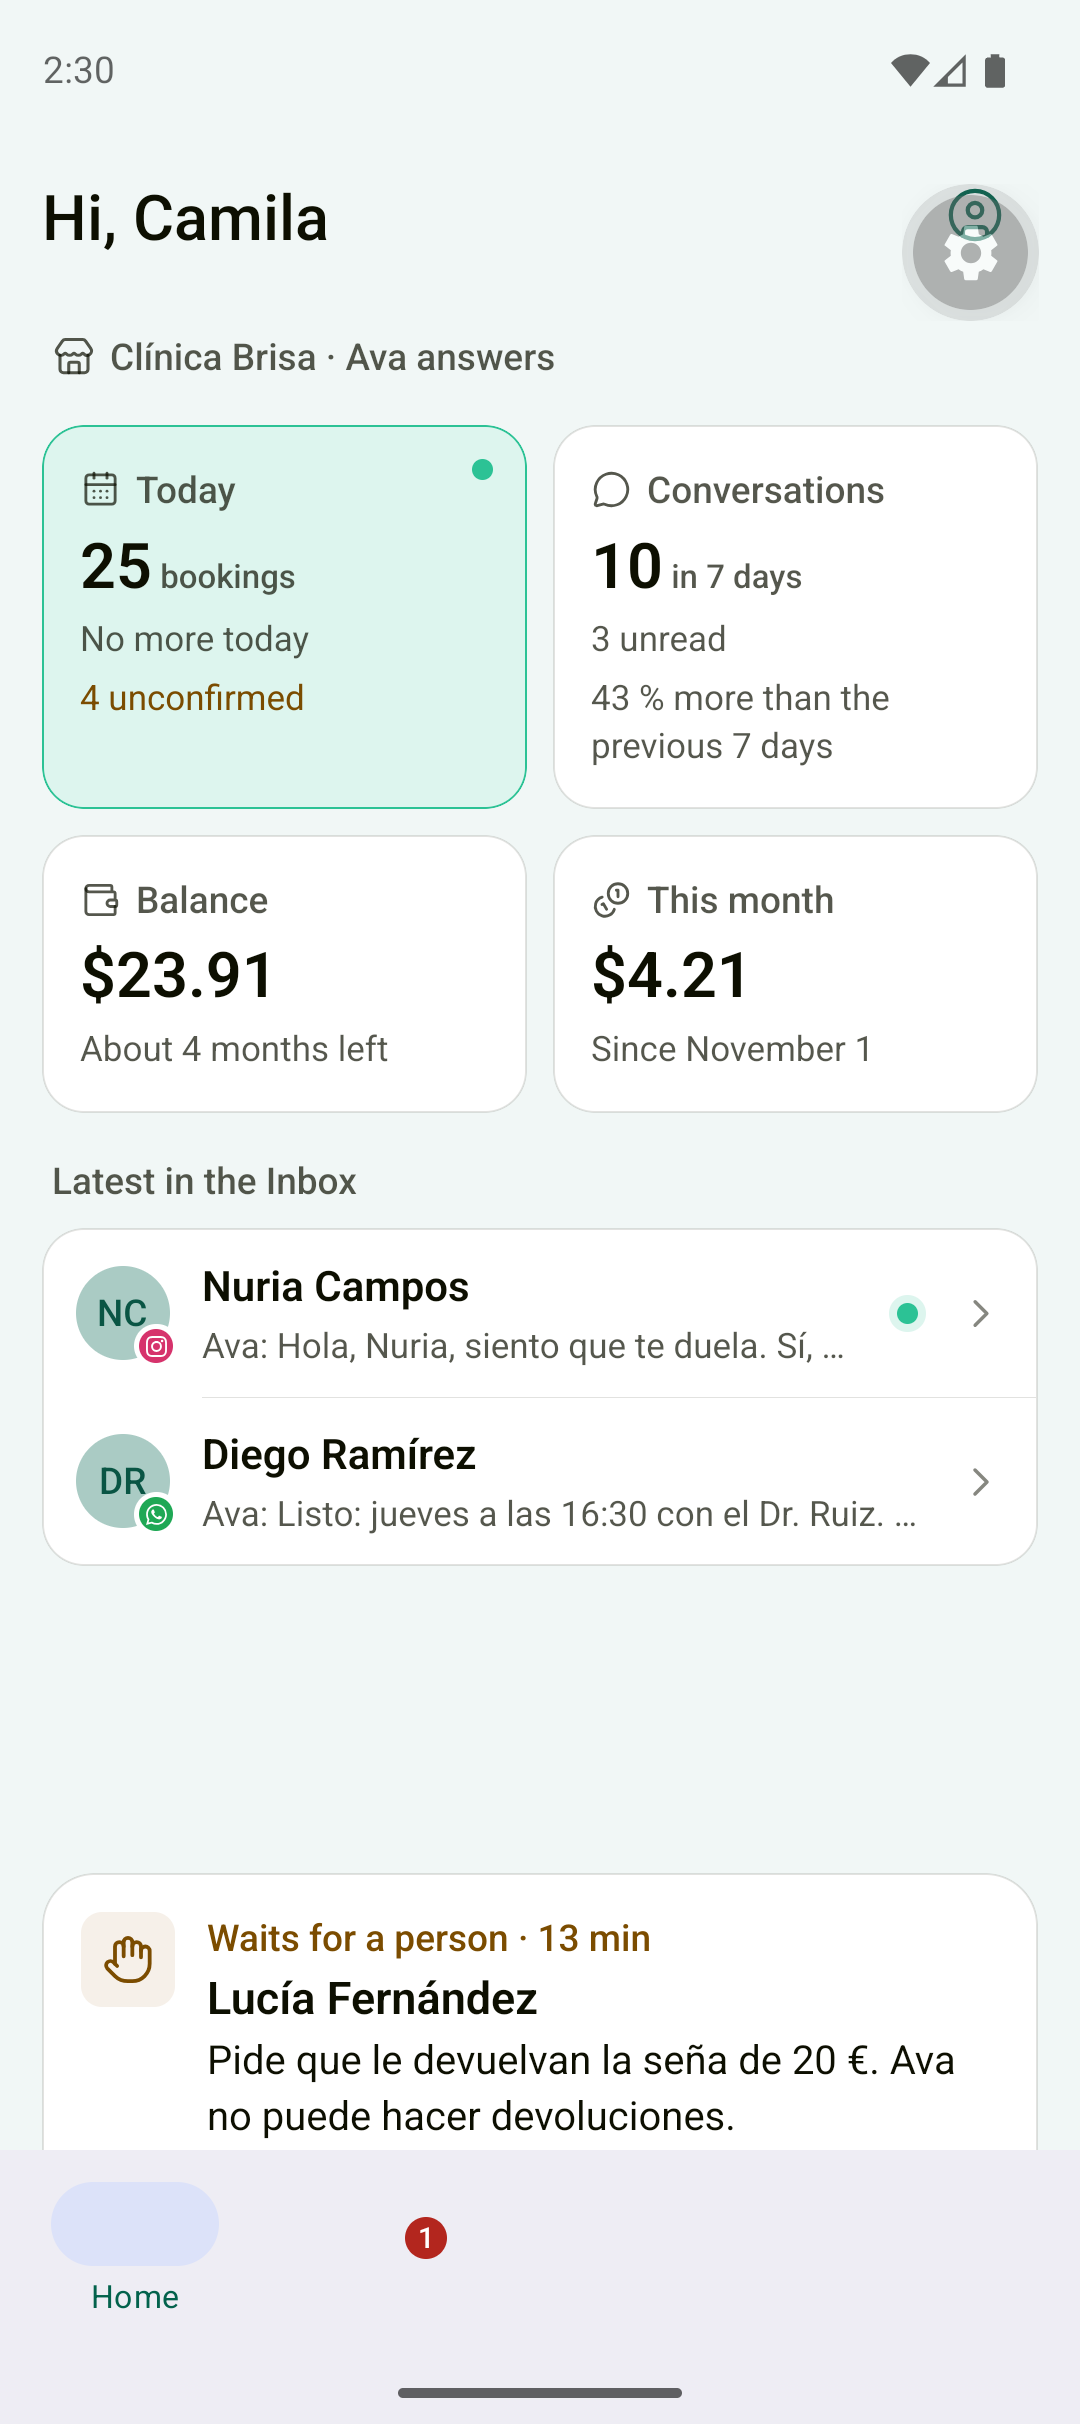 2:30
Hi, Camila
Clínica Brisa · Ava answers
Today
25 bookings
No more today
4 unconfirmed
Conversations
10 in 7 days
3 unread
43 % more than the
previous 7 days
Balance
$23.91
About 4 months left
This month
$4.21
Since November 1
Latest in the Inbox
NC
Nuria Campos
Ava: Hola, Nuria, siento que te duela. Sí, …
DR
Diego Ramírez
Ava: Listo: jueves a las 16:30 con el Dr. Ruiz. …
Waits for a person · 13 min
Lucía Fernández
Pide que le devuelvan la seña de 20 €. Ava
no puede hacer devoluciones.
1
Home